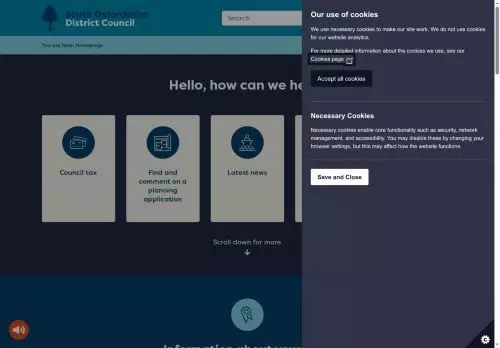 South Oxfordshire
District Council
Search
You are here: Homepage
Hello, how can we he
Council tax
Find and
comment on a
planning
application
Latest news
Scroll down for more
Our use of cookies
We use necessary cookies to make our site work. We do not use
cookies for our website analytics.
For more detailed information about the cookies we use, see our
Cookies page
Accept all cookies
Necessary Cookies
Necessary cookies enable core functionality such as security, network
management, and accessibility. You may disable these by changing your
browser settings, but this may affect how the website functions
Save and Close
Information about your